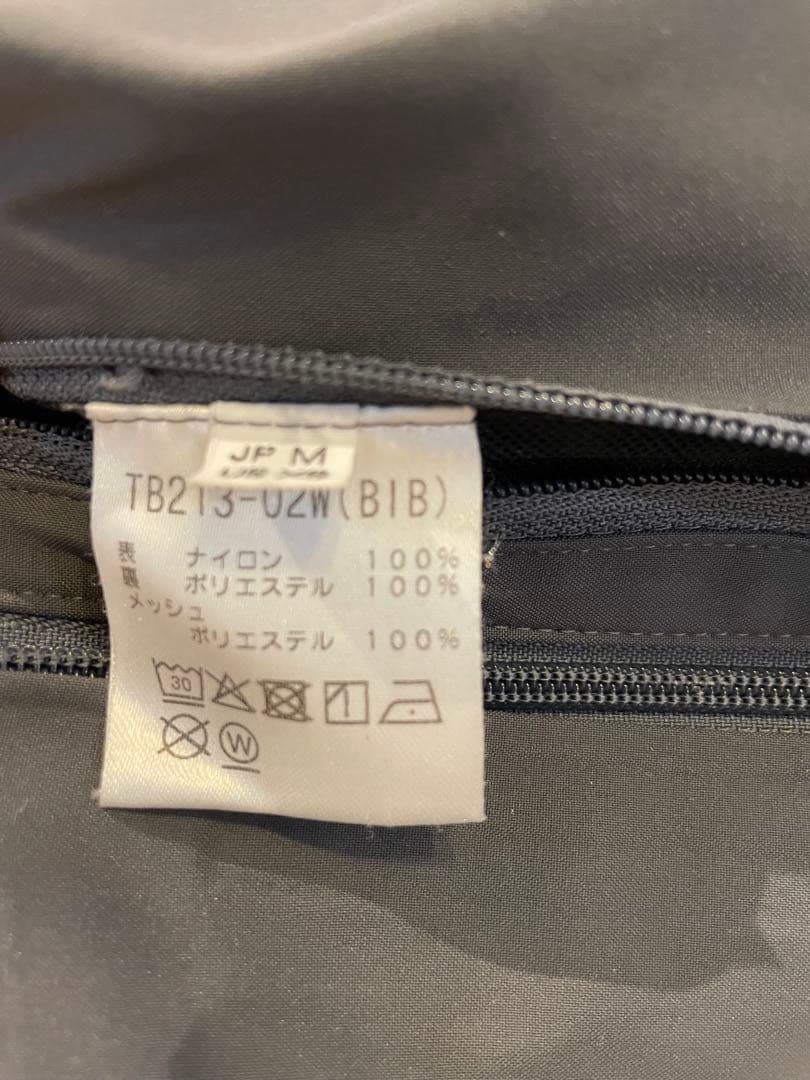 JP M
TB213-02W(BIB)
表 ナイロン 100%
裏 ポリエステル 100%
メッシュ
ポリエステル 100%
30
W